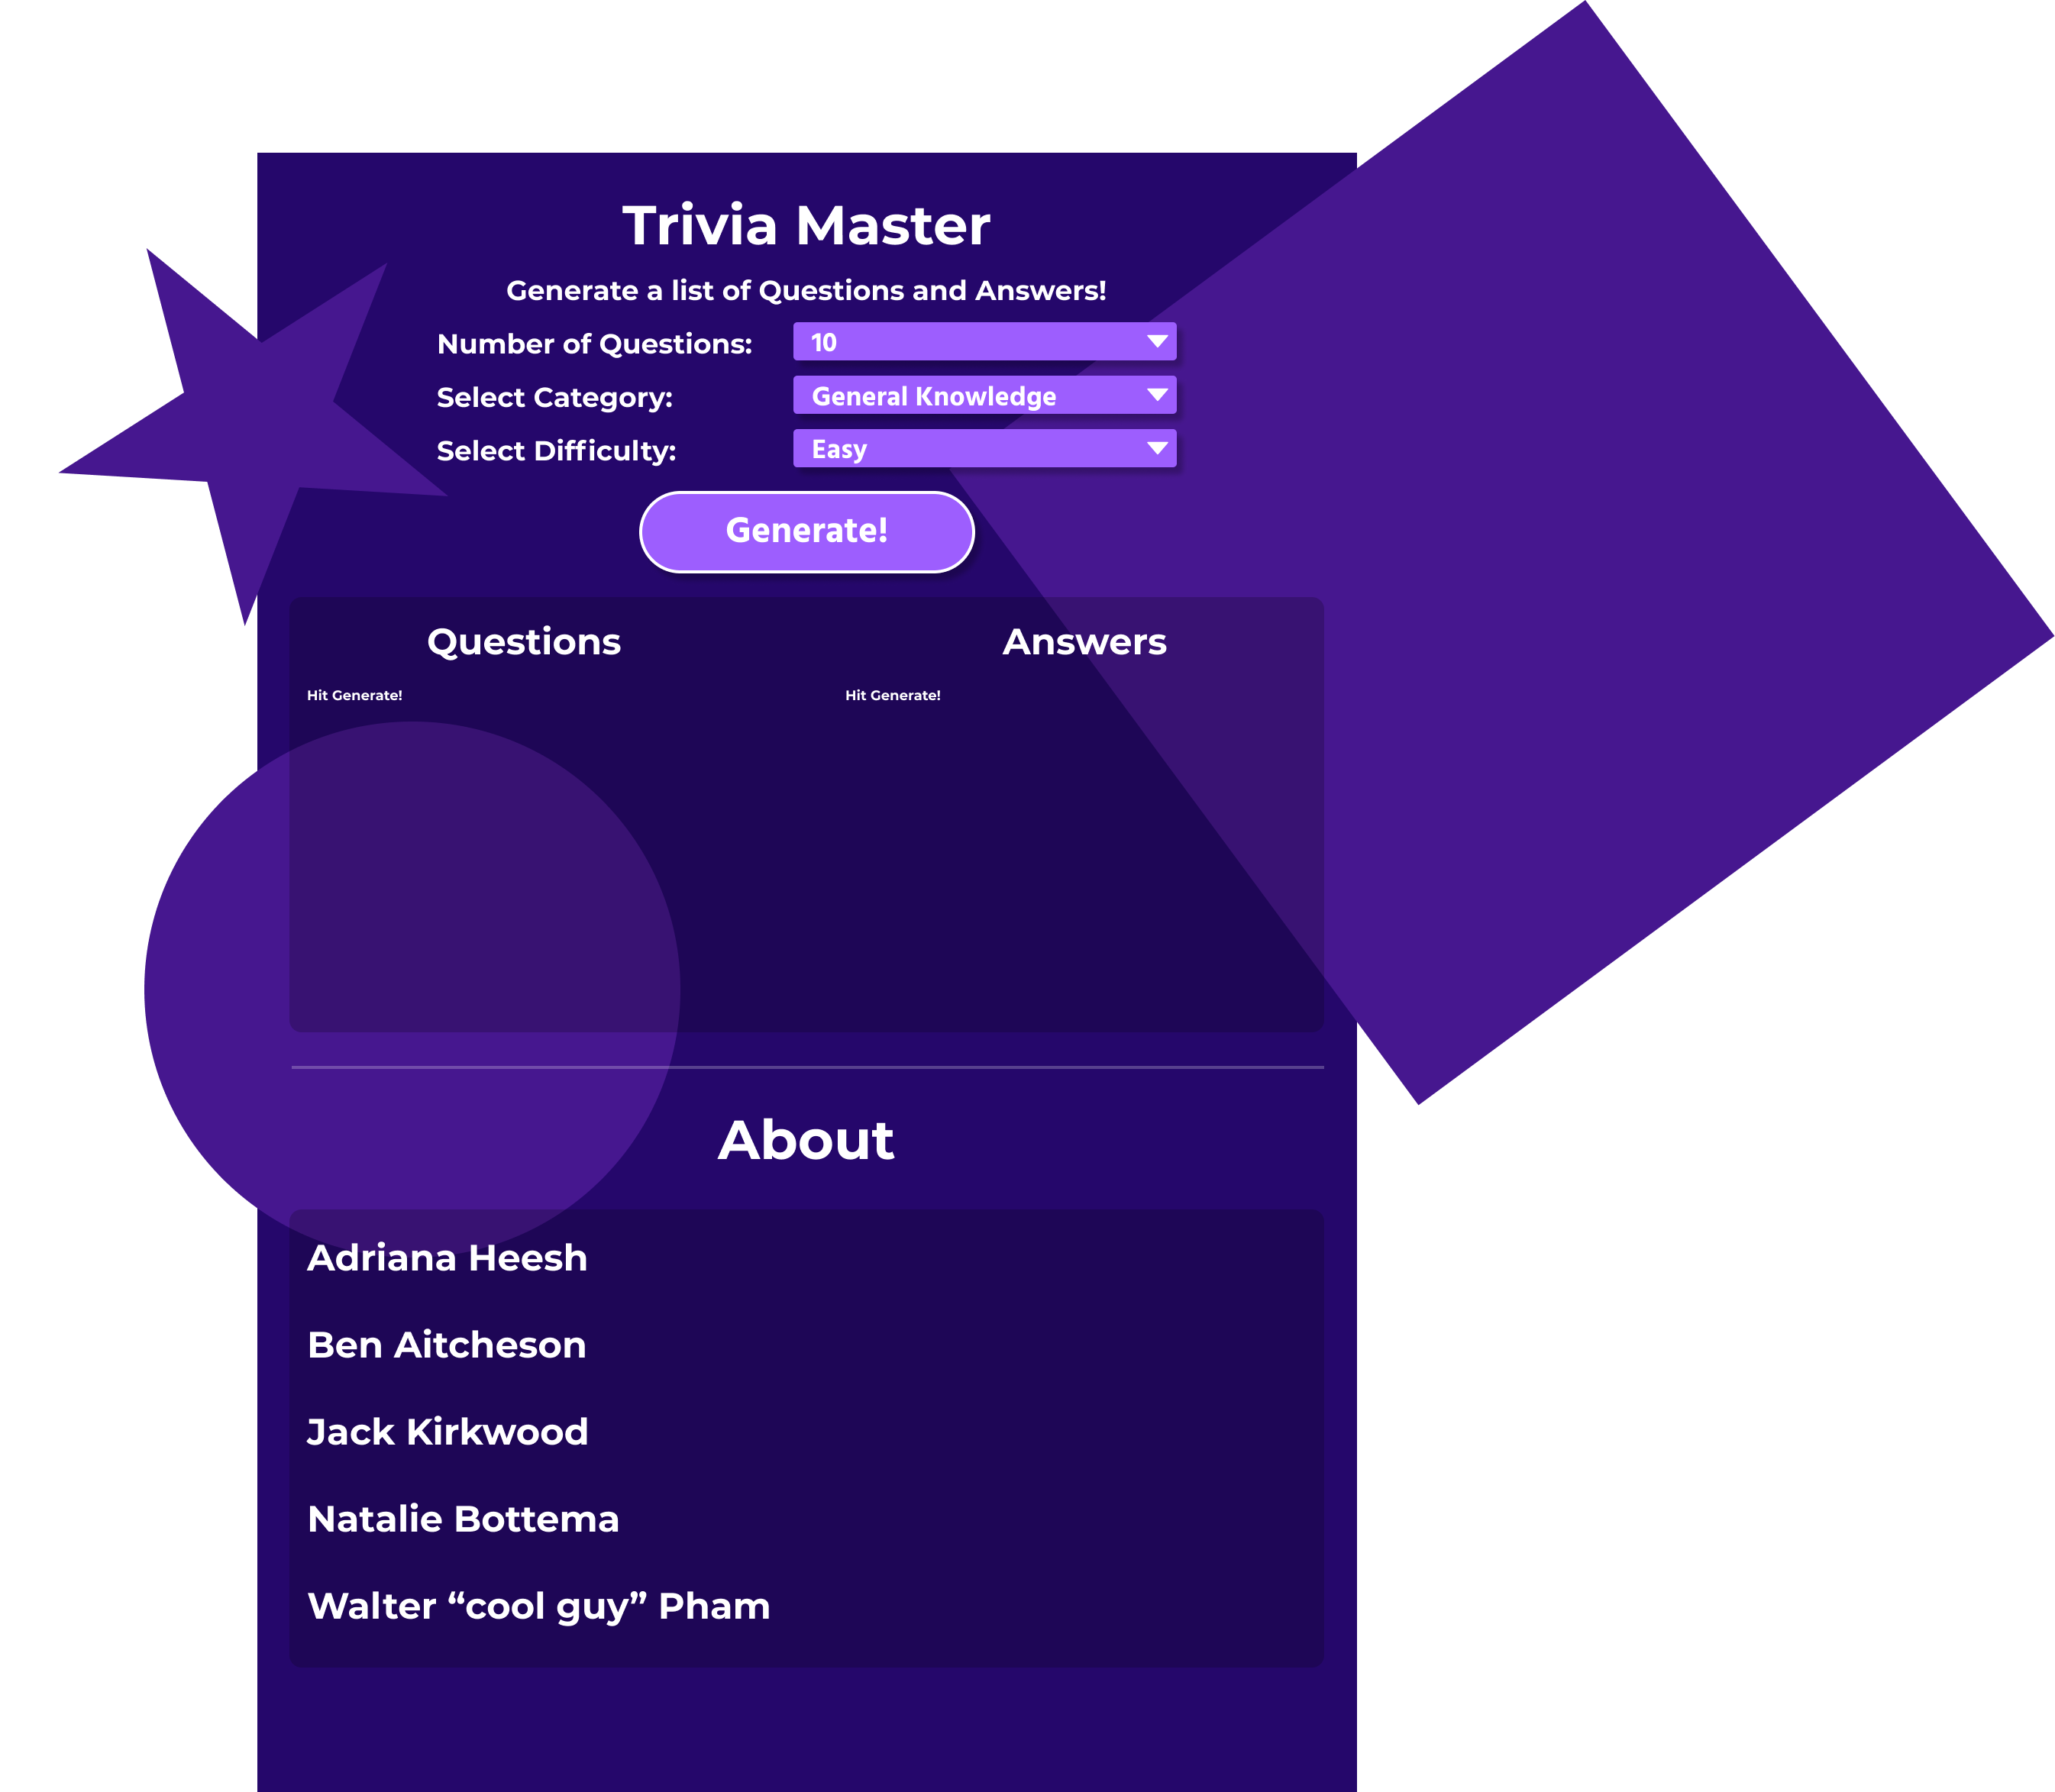 Trivia Master
Generate a list of Questions and Answers!
Number of Questions: 10
Select Category: General Knowledge
Select Difficulty: Easy
Generate!
Questions Answers
Hit Generate! Hit Generate!
About
Adriana Heesh
Ben Aitcheson
Jack Kirkwood
Natalie Bottema
Walter “cool guy” Pham